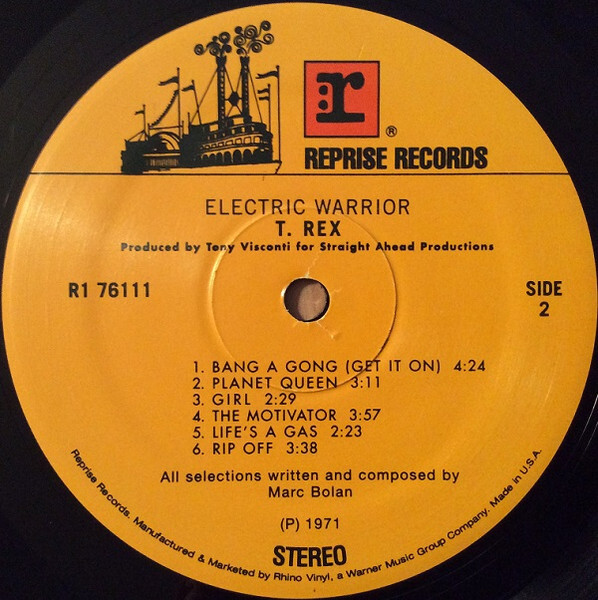 r
®
REPRISE RECORDS
ELECTRIC WARRIOR
T. REX
Produced by Tony Visconti for Straight Ahead Productions
R1 76111
SIDE
2
1. BANG A GONG (GET IT ON) 4:24
2. PLANET QUEEN 3:11
3. GIRL 2:29
4. THE MOTIVATOR 3:57
5. LIFE'S A GAS 2:23
6. RIP OFF 3:38
All selections written and composed by
Marc Bolan
(P) 1971
STEREO
Reprise Records. Manufactured & Marketed by Rhino Vinyl, a Warner Music Group Company. Made in U.S.A.